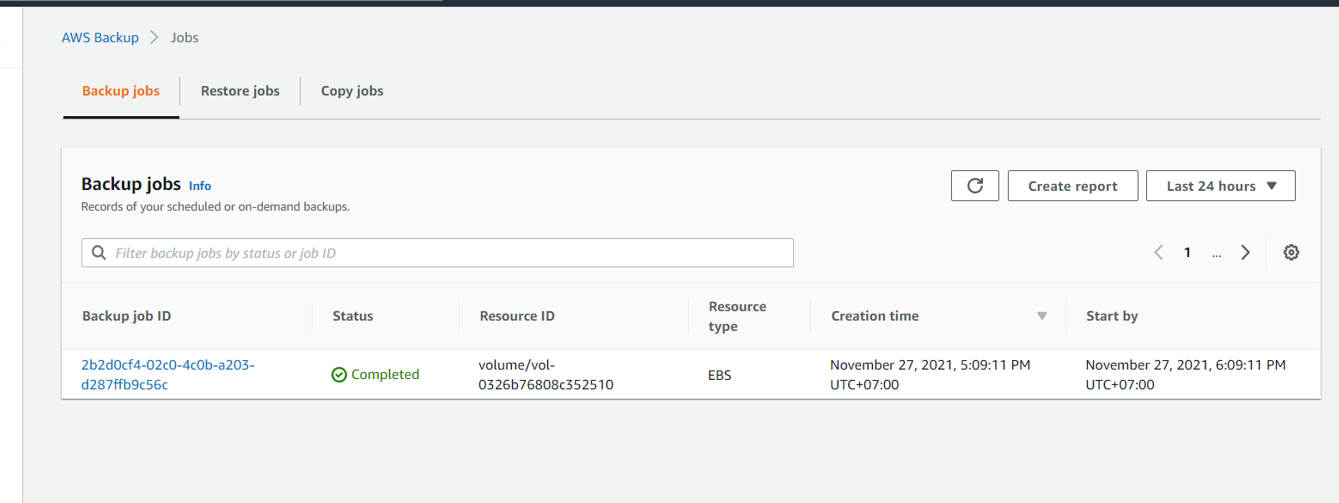 AWS Backup > Jobs
Backup jobs Restore jobs Copy jobs
Backup jobs Info
Records of your scheduled or on-demand backups.
Create report Last 24 hours
Filter backup jobs by status or job ID
1 ...
Backup job ID Status Resource ID Resource type Creation time Start by
2b2d0cf4-02c0-4c0b-a203-d287ffb9c56c Completed volume/vol-0326b76808c352510 EBS November 27, 2021, 5:09:11 PM UTC+07:00 November 27, 2021, 6:09:11 PM UTC+07:00